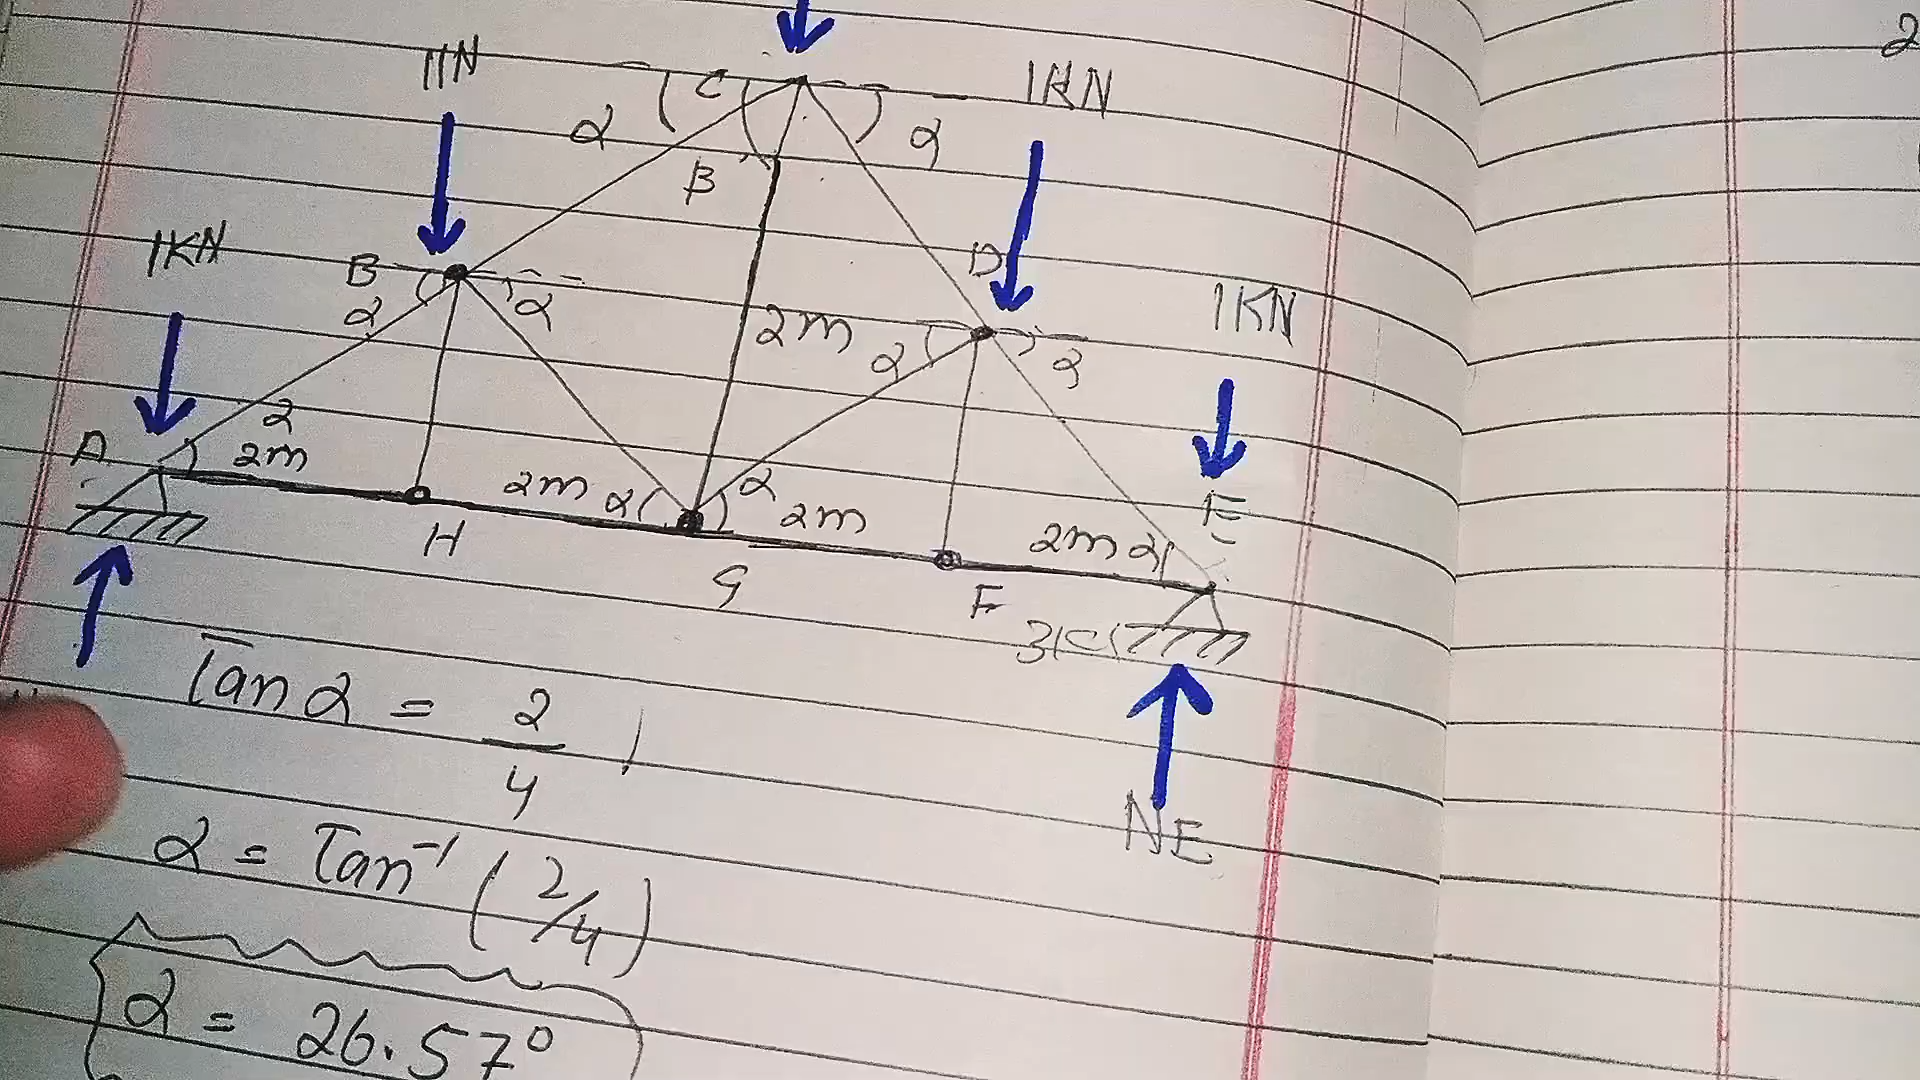 1KN
C
1KN
α
α
β
2
1KN
B
D
α
α
2m
1KN
α
α
A
α
2m
2m
α
α
2m
E
2m
α
H
G
F
Tan α = 2/4
NE
α = Tan⁻¹ (2/4)
α = 26.57°